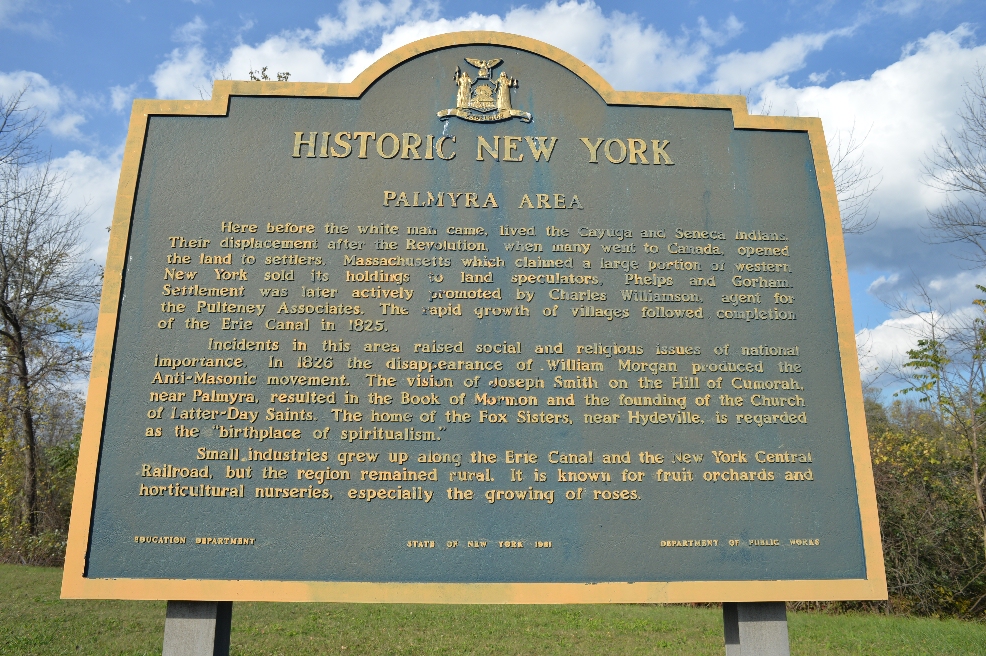 HISTORIC NEW YORK
PALMYRA AREA
Here before the white man came, lived the Cayuga and Seneca Indians.
Their displacement after the Revolution, when many went to Canada, opened
the land to settlers. Massachusetts which claimed a large portion of western
New York sold its holdings to land speculators, Phelps and Gorham.
Settlement was later actively promoted by Charles Williamson, agent for
the Pulteney Associates. The rapid growth of villages followed completion
of the Erie Canal in 1825.
Incidents in this area raised social and religious issues of national
importance. In 1826 the disappearance of William Morgan produced the
Anti-Masonic movement. The vision of Joseph Smith on the Hill of Cumorah,
near Palmyra, resulted in the Book of Mormon and the founding of the Church
of Latter-Day Saints. The home of the Fox Sisters, near Hydeville, is regarded
as the "birthplace of spiritualism."
Small industries grew up along the Erie Canal and the New York Central
Railroad, but the region remained rural. It is known for fruit orchards and
horticultural nurseries, especially the growing of roses.
EDUCATION DEPARTMENT STATE OF NEW YORK 1961 DEPARTMENT OF PUBLIC WORKS